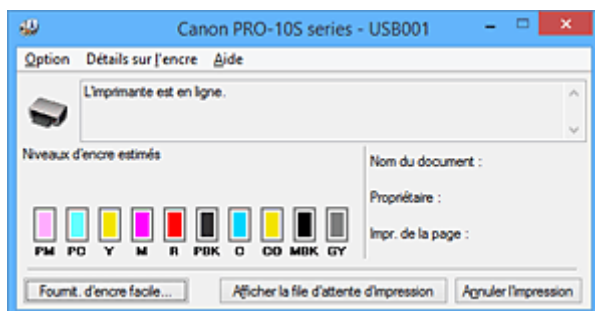 Canon PRO-10S series - USB001
Option Détails sur l'encre Aide
L'imprimante est en ligne.
Niveaux d'encre estimés
Nom du document :
Propriétaire :
Impr. de la page :
PM PC Y M R PBK C CO MBK GY
Fournit. d'encre facile... Afficher la file d'attente d'impression Annuler l'impression